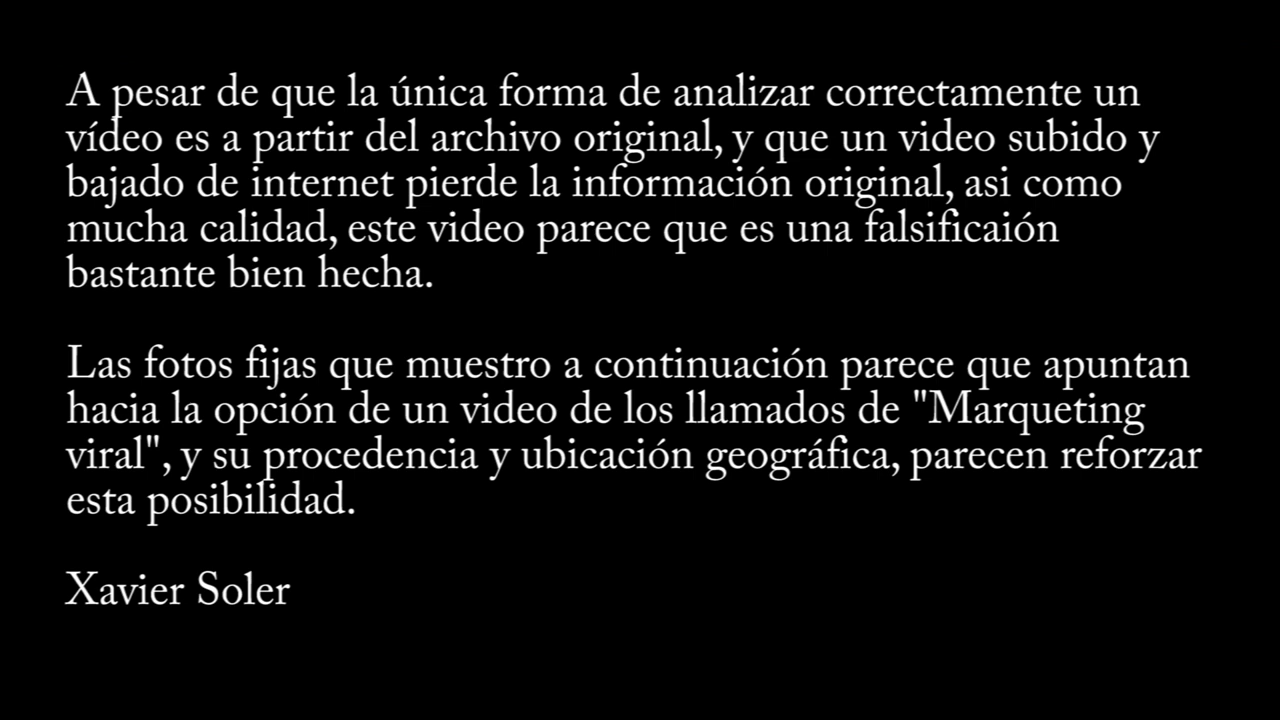 A pesar de que la única forma de analizar correctamente un
vídeo es a partir del archivo original, y que un video subido y
bajado de internet pierde la información original, asi como
mucha calidad, este video parece que es una falsificaión
bastante bien hecha.
Las fotos fijas que muestro a continuación parece que apuntan
hacia la opción de un video de los llamados de "Marqueting
viral", y su procedencia y ubicación geográfica, parecen reforzar
esta posibilidad.
Xavier Soler